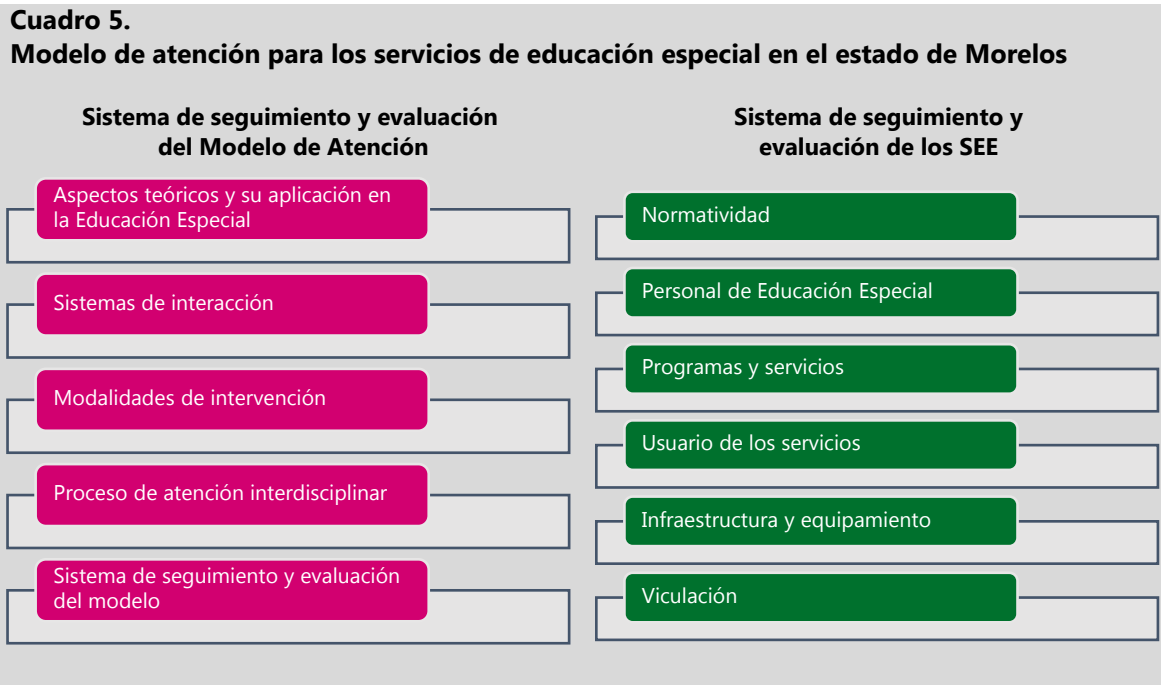 Cuadro 5.
Modelo de atención para los servicios de educación especial en el estado de Morelos
Sistema de seguimiento y evaluación
del Modelo de Atención
Aspectos teóricos y su aplicación en
la Educación Especial
Sistemas de interacción
Modalidades de intervención
Proceso de atención interdisciplinar
Sistema de seguimiento y evaluación
del modelo
Sistema de seguimiento y
evaluación de los SEE
Normatividad
Personal de Educación Especial
Programas y servicios
Usuario de los servicios
Infraestructura y equipamiento
Viculación